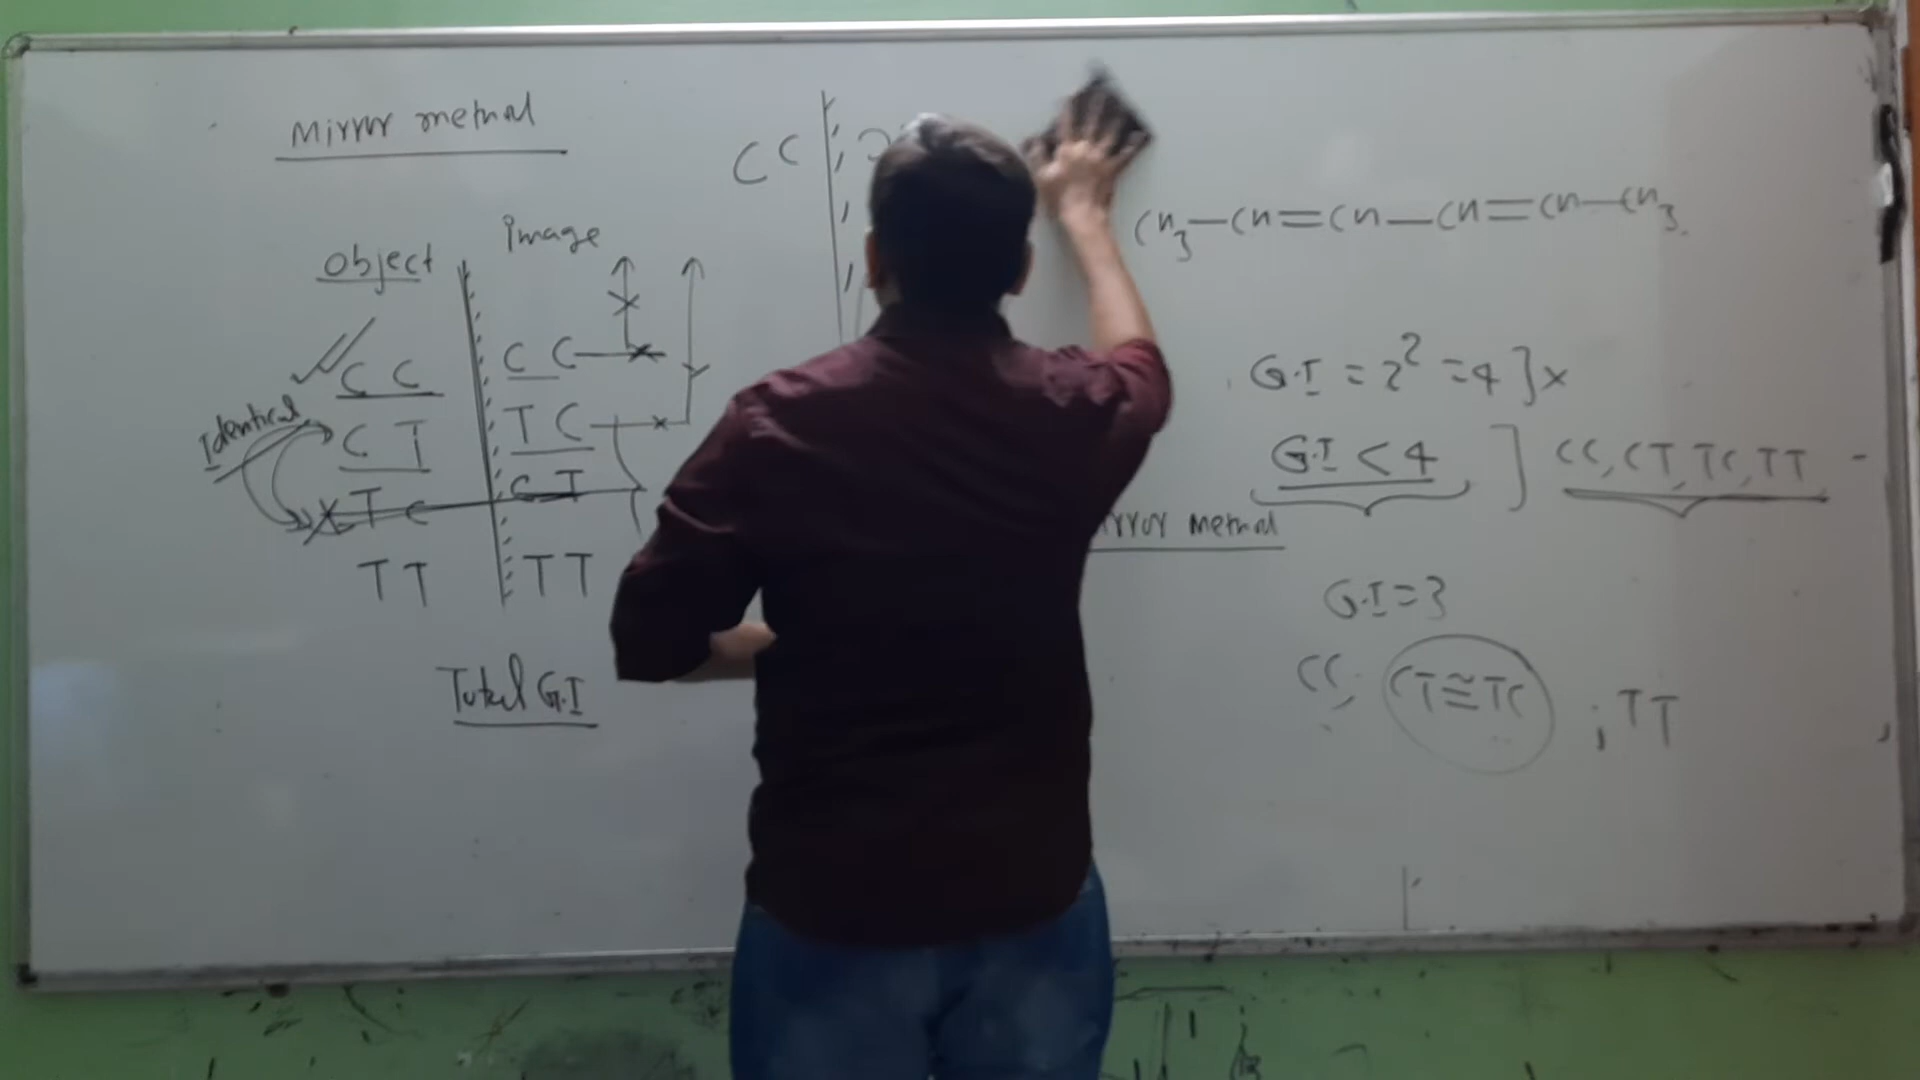 Mirror method
Object
Image
C C
C C
C T
T C
T C
C T
T T
T T
Identical
Total G.I
C C
CH3—CH=CH—CH=CH—CH3
G.I = 2² = 4 ] x
G.I < 4 ] CC, CT, TC, TT
rror Method
G.I = 3
CC; CT≅TC ; TT